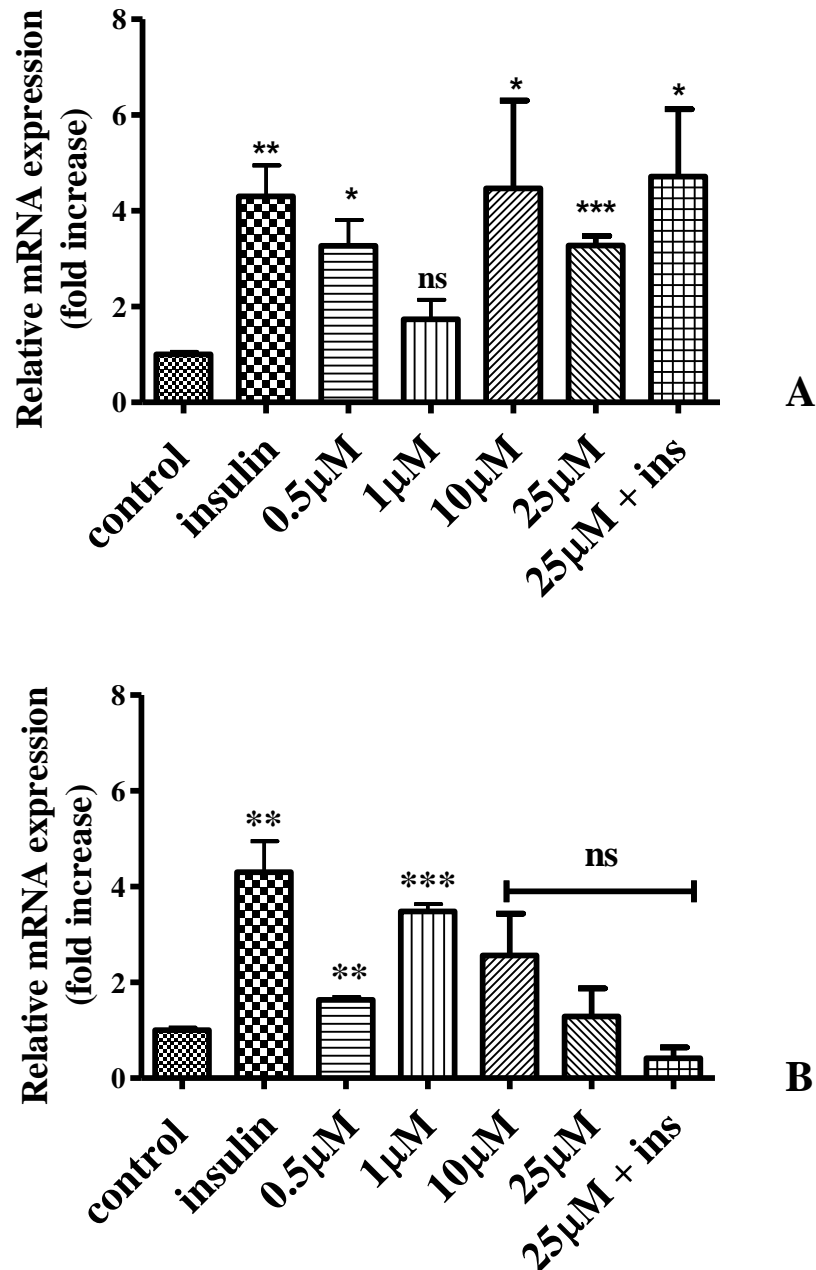 Relative mRNA expression
(fold increase)
8
6
4
2
0
**
*
ns
*
***
*
control
insulin
0.5μM
1μM
10μM
25μM
25μM + ins
A
Relative mRNA expression
(fold increase)
8
6
4
2
0
**
**
***
ns
control
insulin
0.5μM
1μM
10μM
25μM
25μM + ins
B